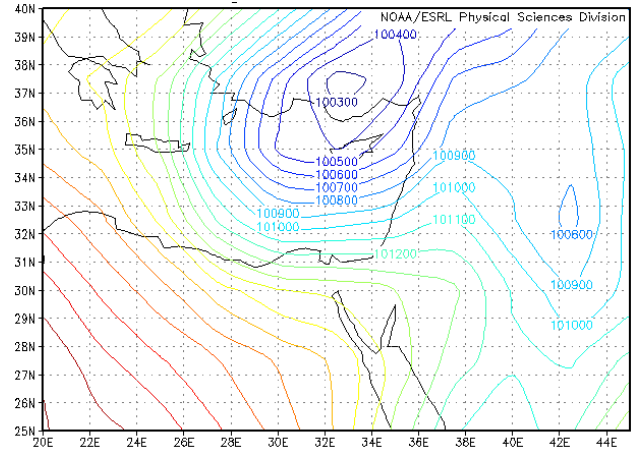 40N
NOAA/ESRL Physical Sciences Division
39N
100400
38N
37N
100300
36N
35N
100500
100900
34N
100600
101000
100700
33N
100800
100900
101100
32N
101000
100800
31N
101200
30N
100900
29N
101000
28N
27N
26N
25N
20E 22E 24E 26E 28E 30E 32E 34E 36E 38E 40E 42E 44E